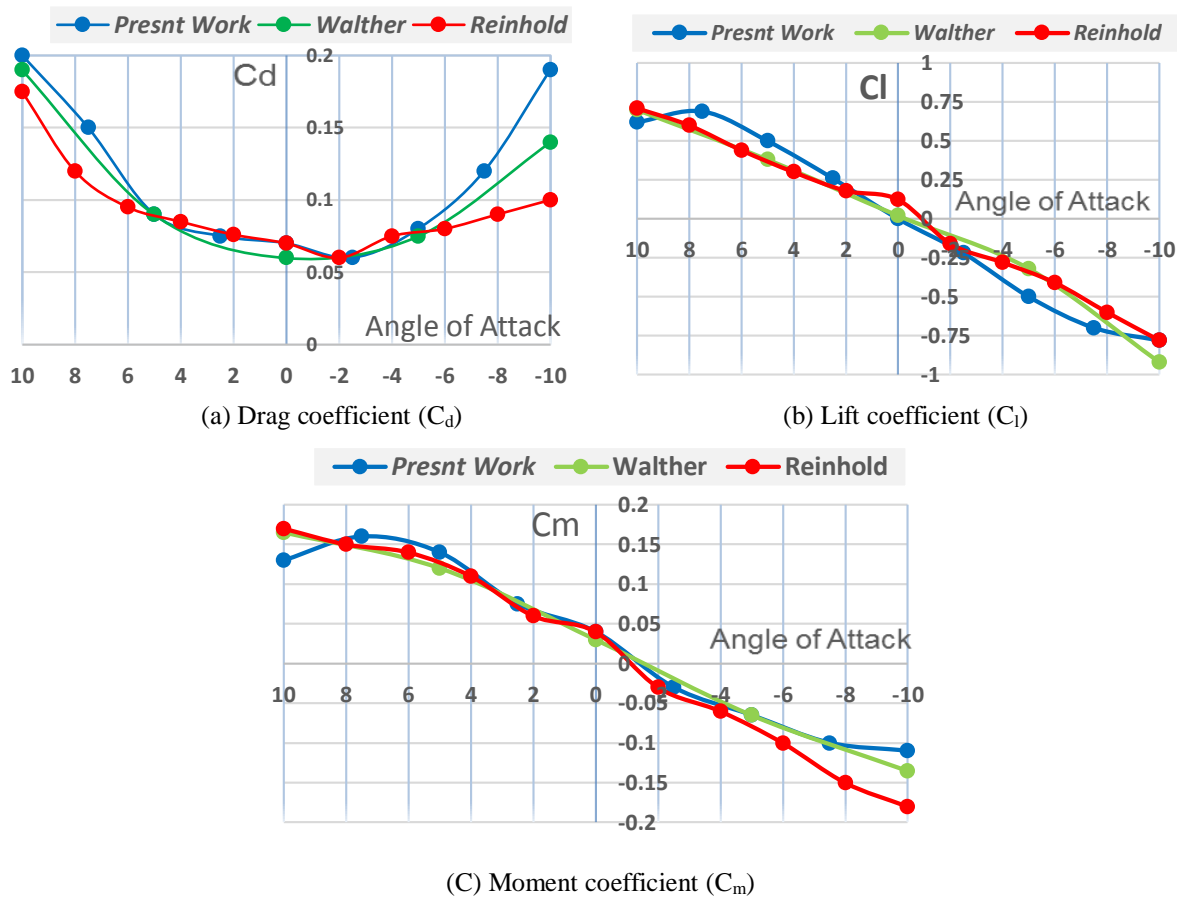 Presnt Work Walther Reinhold
Cd
0.2
0.15
0.1
0.05
0
Angle of Attack
10 8 6 4 2 0 -2 -4 -6 -8 -10
(a) Drag coefficient (Cd)
Presnt Work Walther Reinhold
Cl
1
0.75
0.5
0.25
0
-0.25
-0.5
-0.75
-1
Angle of Attack
10 8 6 4 2 0 -2 -4 -6 -8 -10
(b) Lift coefficient (Cl)
Presnt Work Walther Reinhold
Cm
0.2
0.15
0.1
0.05
0
-0.05
-0.1
-0.15
-0.2
Angle of Attack
10 8 6 4 2 0 -2 -4 -6 -8 -10
(C) Moment coefficient (Cm)